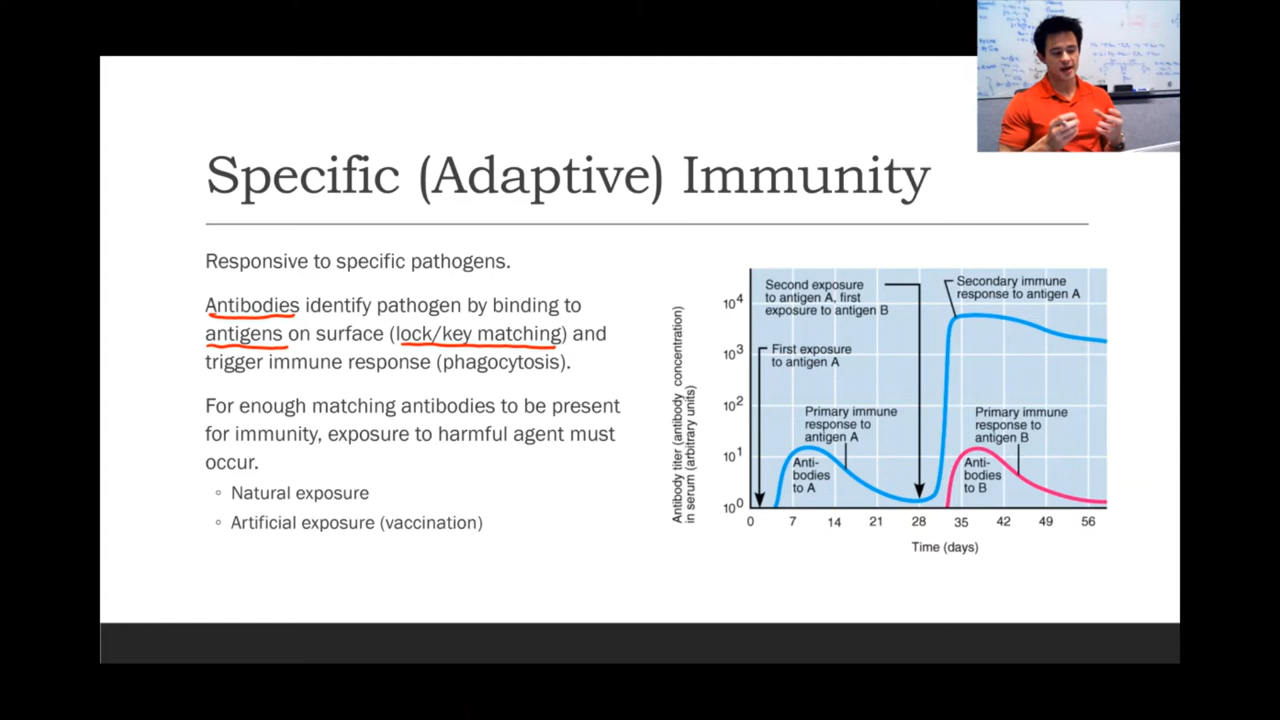 Specific (Adaptive) Immunity
Responsive to specific pathogens.
Antibodies identify pathogen by binding to
antigens on surface (lock/key matching) and
trigger immune response (phagocytosis).
For enough matching antibodies to be present
for immunity, exposure to harmful agent must
occur.
◦ Natural exposure
◦ Artificial exposure (vaccination)
Antibody titer (antibody concentration)
in serum (arbitrary units)
10⁴
10³
10²
10¹
10⁰
Second exposure
to antigen A, first
exposure to antigen B
Secondary immune
response to antigen A
First exposure
to antigen A
Primary immune
response to
antigen A
Primary immune
response to
antigen B
Anti-
bodies
to A
Anti-
bodies
to B
0 7 14 21 28 35 42 49 56
Time (days)